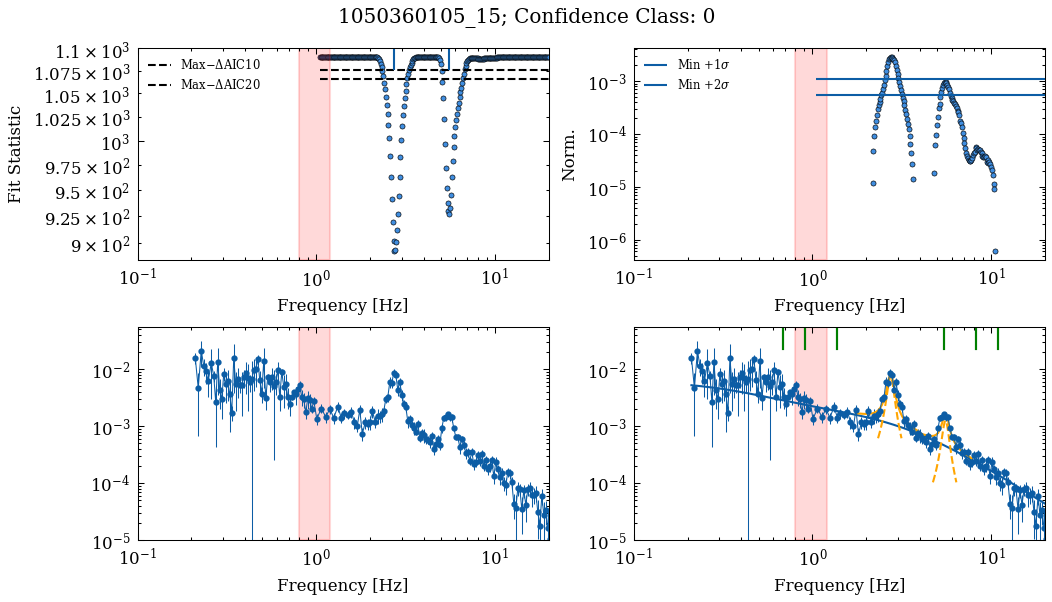 1050360105_15; Confidence Class: 0
Fit Statistic
1.1 × 10³
1.075 × 10³
1.05 × 10³
1.025 × 10³
10³
9.75 × 10²
9.5 × 10²
9.25 × 10²
9 × 10²
Max−ΔAIC10
Max−ΔAIC20
10⁻¹ 10⁰ 10¹
Frequency [Hz]
Norm.
10⁻³
10⁻⁴
10⁻⁵
10⁻⁶
Min +1σ
Min +2σ
10⁻¹ 10⁰ 10¹
Frequency [Hz]
10⁻²
10⁻³
10⁻⁴
10⁻⁵
10⁻¹ 10⁰ 10¹
Frequency [Hz]
10⁻²
10⁻³
10⁻⁴
10⁻⁵
10⁻¹ 10⁰ 10¹
Frequency [Hz]